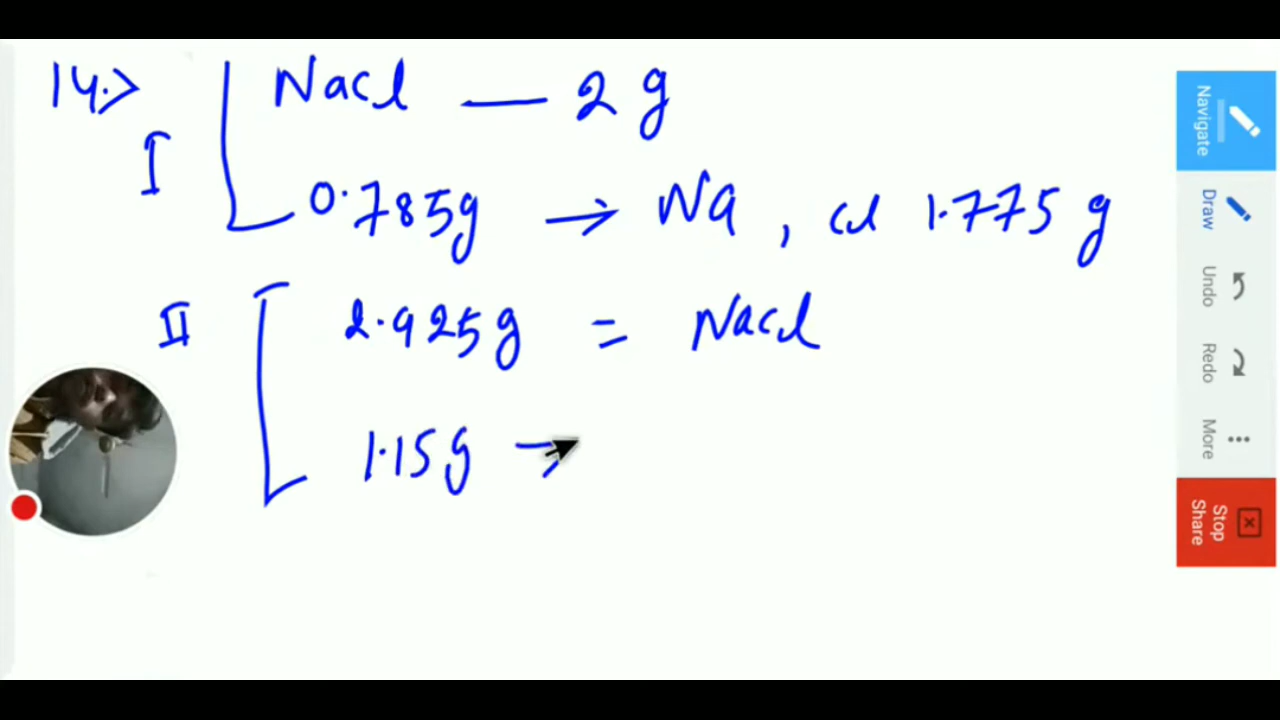 14.>
NaCl — 2 g
I
0.785g → Na, Cl 1.775 g
II
2.925g = NaCl
1.15g →
Navigate
Draw
Undo
Redo
More
Stop
Share